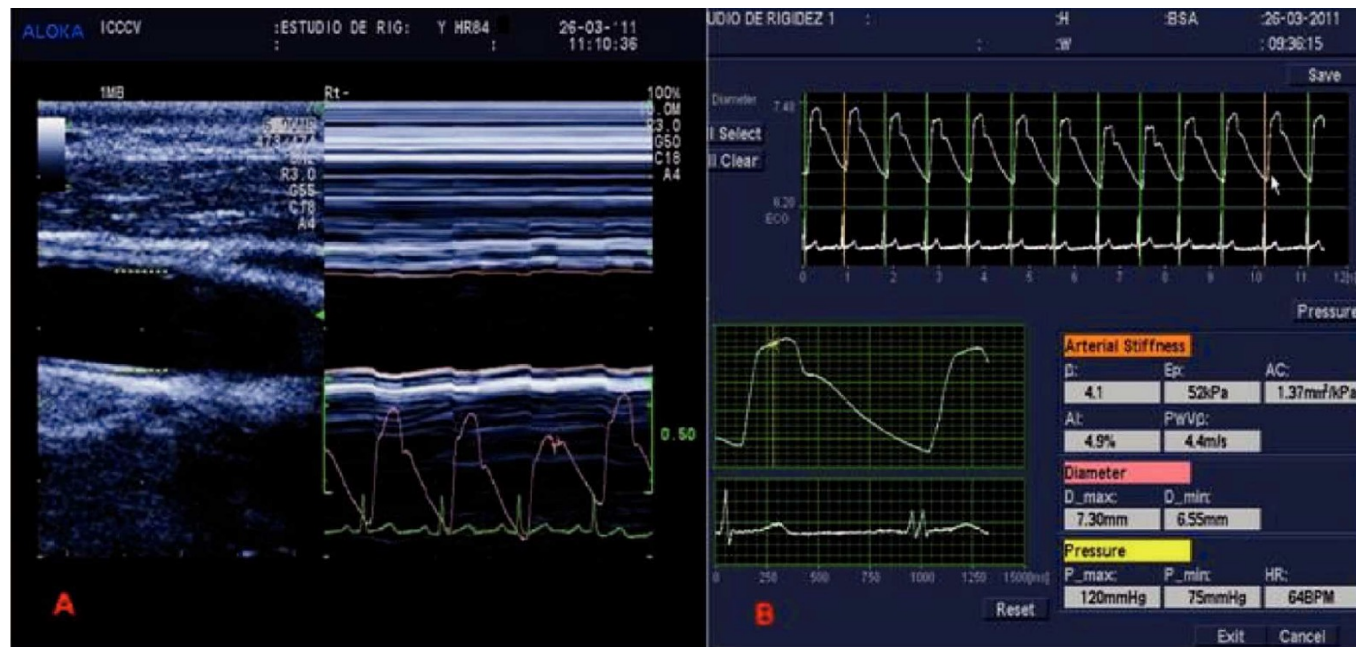 ALOKA ICCCV :ESTUDIO DE RIG: Y HR84 26-03-'11
: : 11:10:36
1MB Rt- 100%
R3.0
G50
C18
A4
R3.0
G55
C18
A4
0.50
A
UDIO DE RIGIDEZ 1 : :H :BSA :26-03-2011
: :W :09:36:15
Save
Diameter 7.40
Select
Clear
6.20
0 1 2 3 4 5 6 7 8 9 10 11
Pressure
Arterial Stiffness
β: Ep: AC:
4.1 52kPa 1.37mm²/kPa
AI: PWVβ:
4.9% 4.4m/s
Diameter
D_max: D_min:
7.30mm 6.55mm
Pressure
P_max: P_min: HR:
120mmHg 75mmHg 64BPM
0 250 500 750 1000 1250 1500[ms]
B
Reset
Exit Cancel